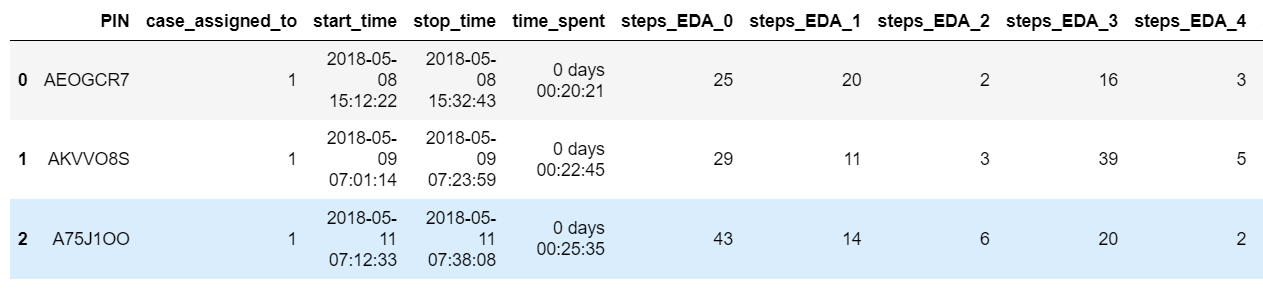 PIN case_assigned_to start_time stop_time time_spent steps_EDA_0 steps_EDA_1 steps_EDA_2 steps_EDA_3 steps_EDA_4
0 AEOGCR7 1 2018-05-08 15:12:22 2018-05-08 15:32:43 0 days 00:20:21 25 20 2 16 3
1 AKVVO8S 1 2018-05-09 07:01:14 2018-05-09 07:23:59 0 days 00:22:45 29 11 3 39 5
2 A75J1OO 1 2018-05-11 07:12:33 2018-05-11 07:38:08 0 days 00:25:35 43 14 6 20 2